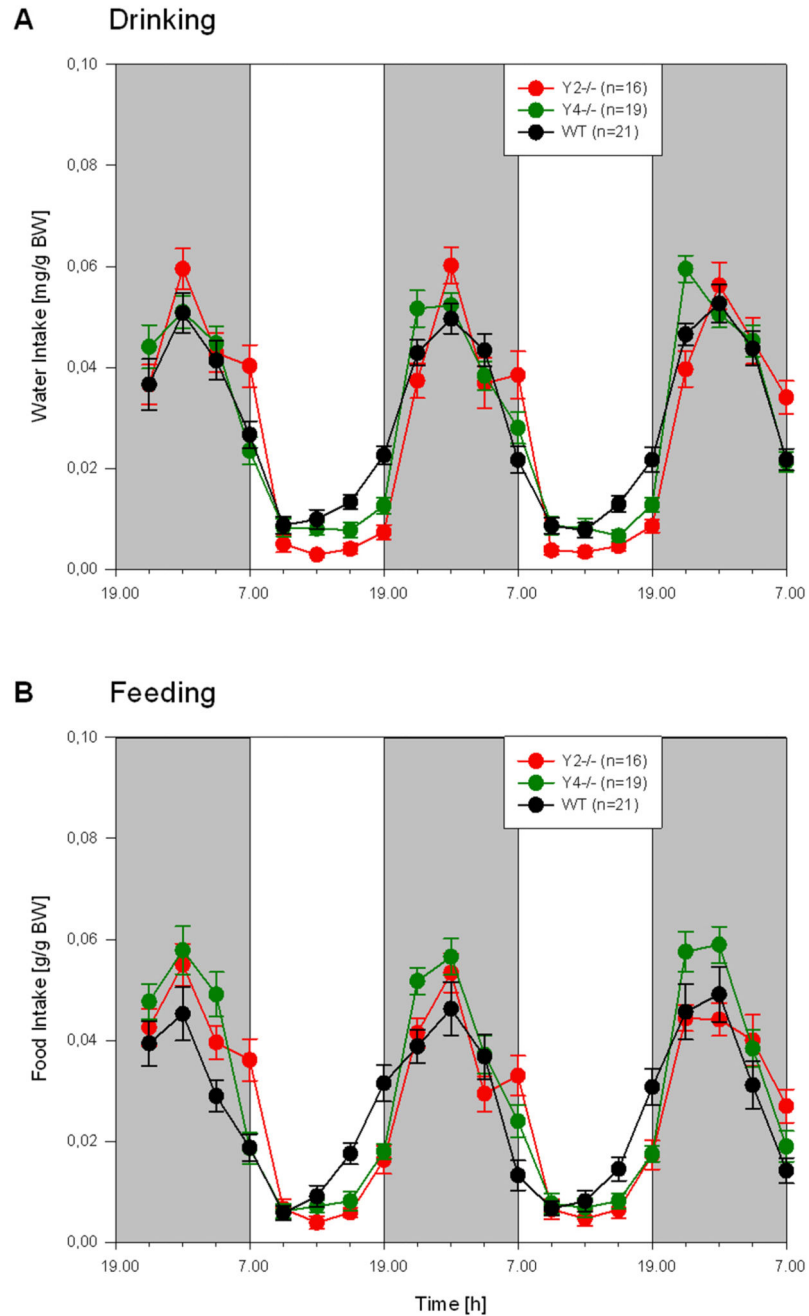 A Drinking
0,10
0,08
0,06
0,04
0,02
0,00
Water Intake [mg/g BW]
Y2-/- (n=16)
Y4-/- (n=19)
WT (n=21)
19.00 7.00 19.00 7.00 19.00 7.00
B Feeding
0,10
0,08
0,06
0,04
0,02
0,00
Food Intake [g/g BW]
Y2-/- (n=16)
Y4-/- (n=19)
WT (n=21)
19.00 7.00 19.00 7.00 19.00 7.00
Time [h]